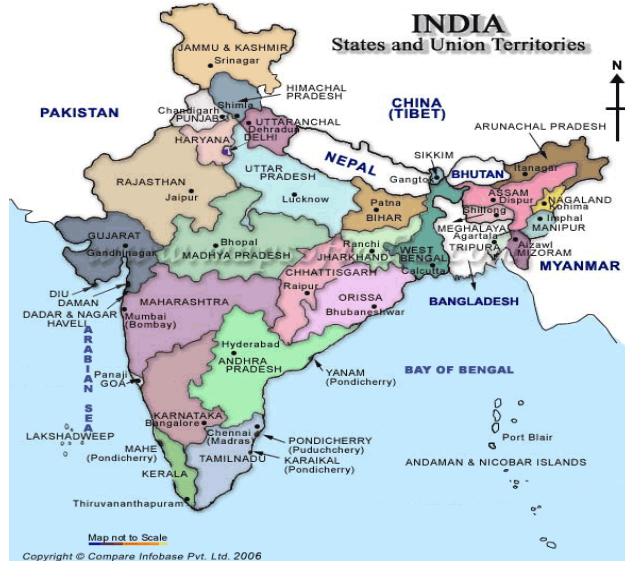 INDIA
States and Union Territories
N
JAMMU & KASHMIR
Srinagar
HIMACHAL
PRADESH
PAKISTAN
CHINA
(TIBET)
Shimla
Chandigarh
PUNJAB
UTTARANCHAL
Dehradun
HARYANA
DELHI
ARUNACHAL PRADESH
NEPAL
SIKKIM
Gangtok
BHUTAN
Itanagar
RAJASTHAN
Jaipur
UTTAR
PRADESH
Lucknow
Patna
BIHAR
ASSAM
Dispur
NAGALAND
Kohima
Shillong
MEGHALAYA
Imphal
MANIPUR
Agartala
TRIPURA
Aizawl
MIZORAM
GUJARAT
Gandhinagar
Bhopal
MADHYA PRADESH
Ranchi
JHARKHAND
WEST
BENGAL
Calcutta
MYANMAR
CHHATTISGARH
Raipur
BANGLADESH
DIU
DAMAN
DADAR & NAGAR
HAVELI
MAHARASHTRA
Mumbai
(Bombay)
ORISSA
Bhubaneshwar
ARABIAN SEA
Hyderabad
ANDHRA
PRADESH
YANAM
(Pondicherry)
BAY OF BENGAL
Panaji
GOA
KARNATAKA
Bangalore
Chennai
(Madras)
PONDICHERRY
(Puduchchery)
Port Blair
LAKSHADWEEP
MAHE
(Pondicherry)
TAMILNADU
KARAIKAL
(Pondicherry)
ANDAMAN & NICOBAR ISLANDS
KERALA
Thiruvananthapuram
Map not to Scale
Copyright © Compare Infobase Pvt. Ltd. 2006